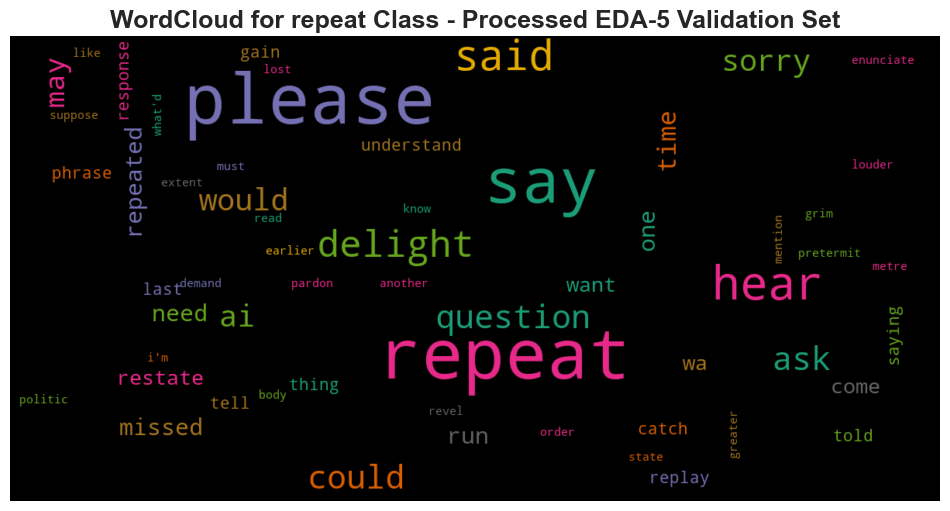 WordCloud for repeat Class - Processed EDA-5 Validation Set
like
may
response
gain
lost
said
sorry
enunciate
please
suppose
what'd
repeated
understand
time
phrase
must
extent
would
say
louder
read
know
one
grim
earlier
delight
mention
pretermit
metre
last
demand
pardon
another
want
hear
need
ai
question
saying
repeat
i'm
restate
thing
wa
ask
come
politic
tell
body
revel
missed
run
order
catch
greater
told
state
could
replay